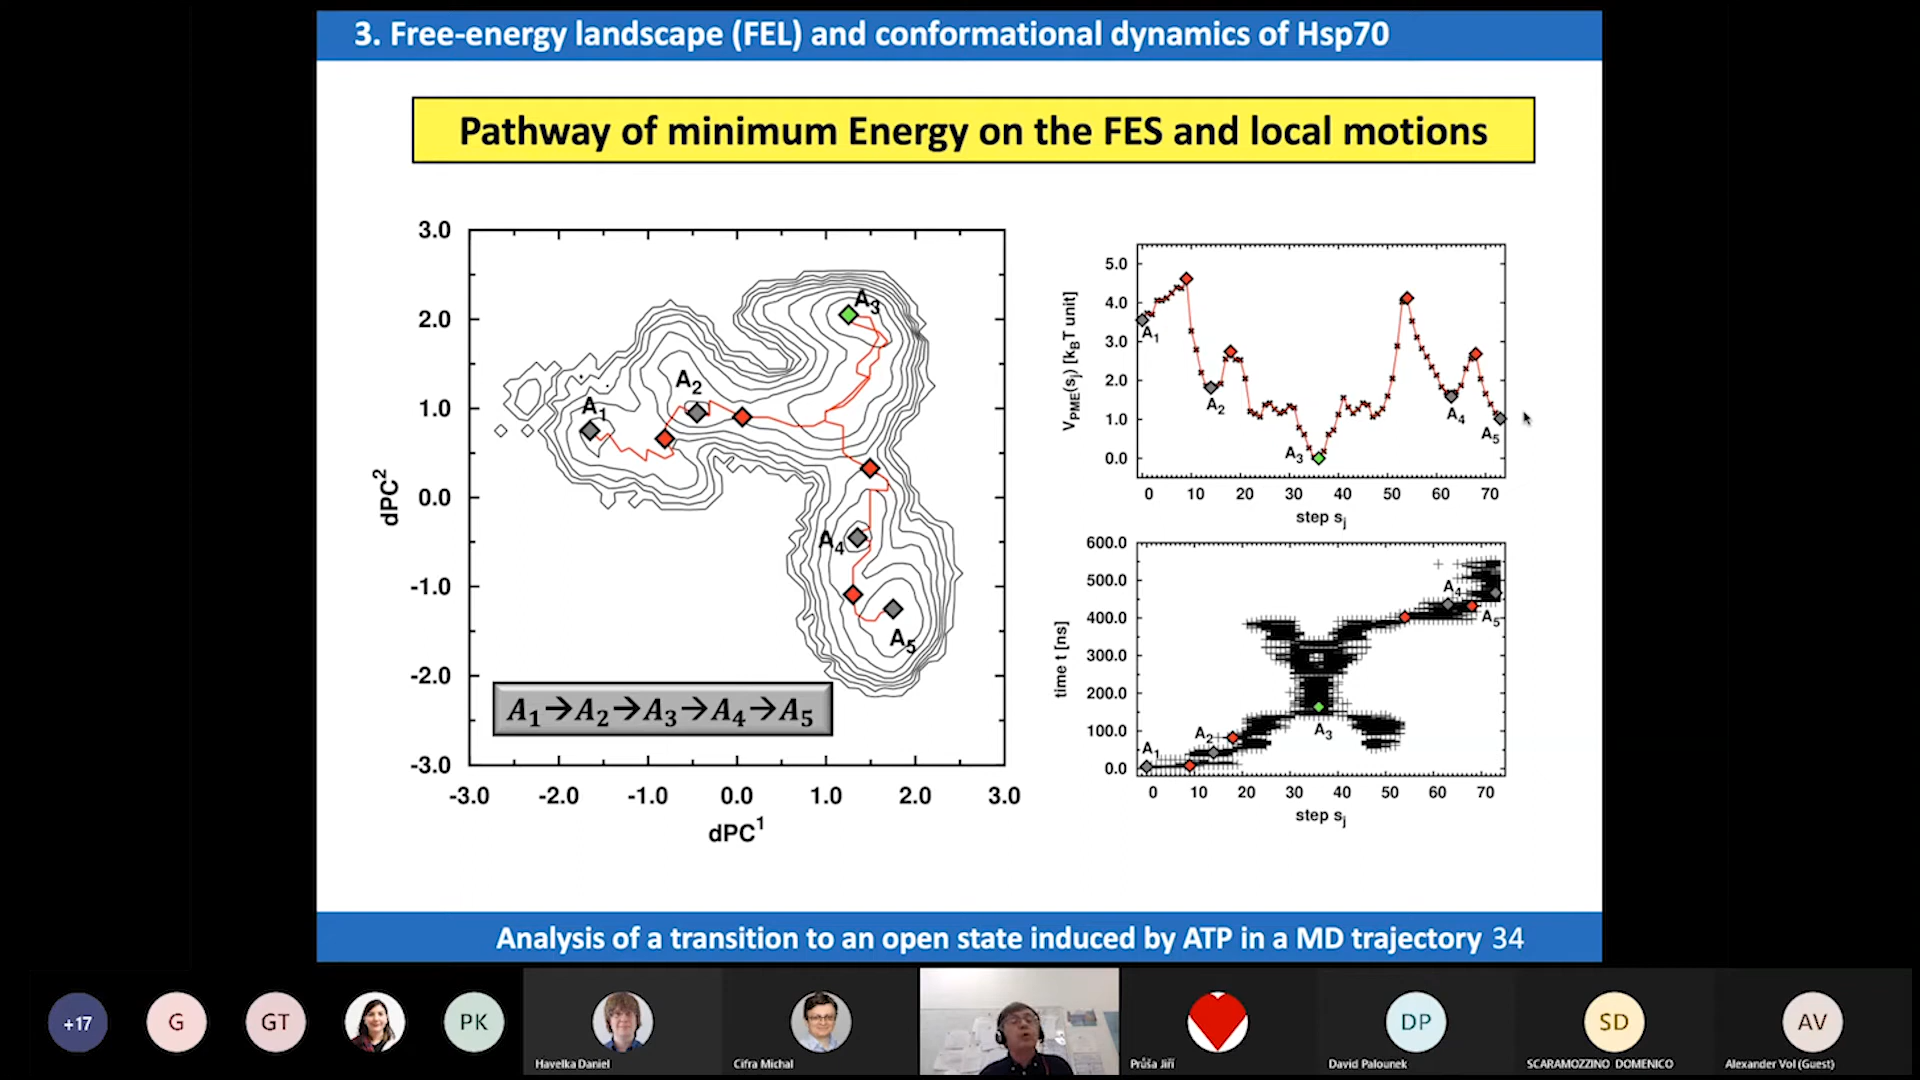 3. Free-energy landscape (FEL) and conformational dynamics of Hsp70
Pathway of minimum Energy on the FES and local motions
3.0
2.0
1.0
0.0
-1.0
-2.0
-3.0
dPC²
A₁
A₂
A₃
A₄
A₅
A₁→A₂→A₃→A₄→A₅
-3.0 -2.0 -1.0 0.0 1.0 2.0 3.0
dPC¹
5.0
4.0
3.0
2.0
1.0
0.0
V_PME(s_j) [k_BT unit]
A₁
A₂
A₃
A₄
A₅
0 10 20 30 40 50 60 70
step s_j
600.0
500.0
400.0
300.0
200.0
100.0
0.0
time t [ns]
A₁
A₂
A₃
A₄
A₅
0 10 20 30 40 50 60 70
step s_j
Analysis of a transition to an open state induced by ATP in a MD trajectory 34
+17
G
GT
PK
Havelka Daniel
Cifra Michal
Průša Jiří
DP
David Palounek
SD
SCARAMOZZINO DOMENICO
AV
Alexander Vol (Guest)